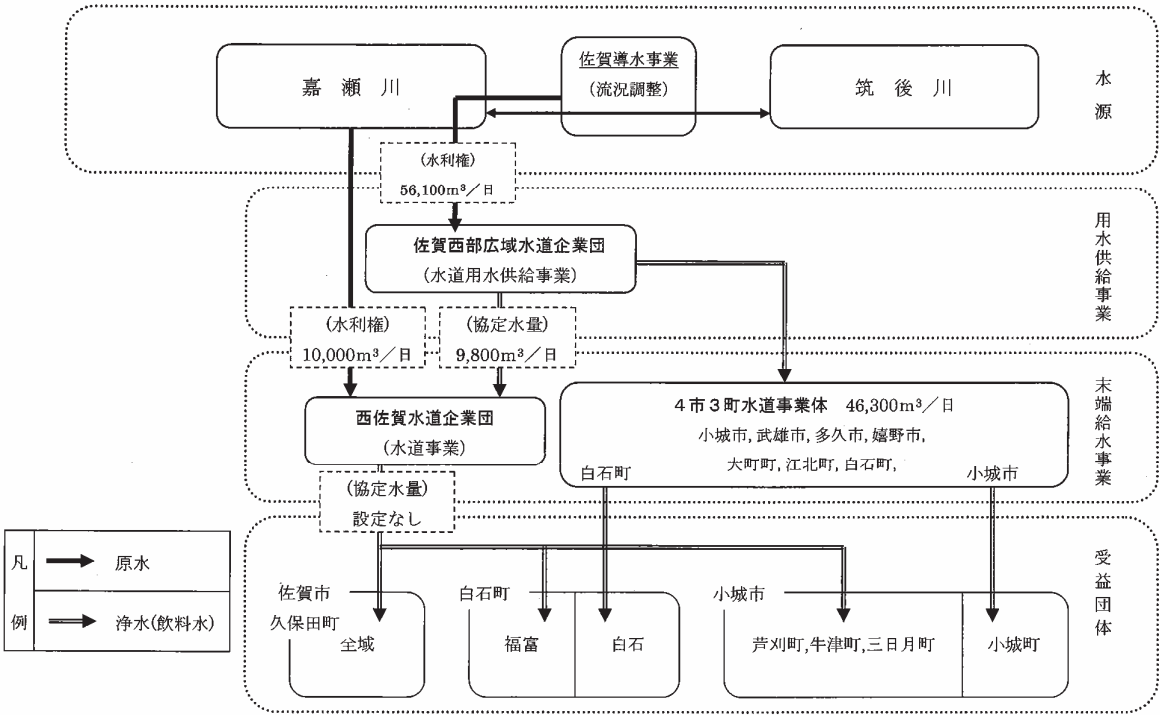 嘉瀬川
佐賀導水事業
(流況調整)
筑後川
水源
(水利権)
56,100m³／日
佐賀西部広域水道企業団
(水道用水供給事業)
用水供給事業
(水利権)
10,000m³／日
(協定水量)
9,800m³／日
西佐賀水道企業団
(水道事業)
4市3町水道事業体 46,300m³／日
小城市,武雄市,多久市,嬉野市,
大町町,江北町,白石町,
白石町
小城市
末端給水事業
(協定水量)
設定なし
凡例
原水
浄水(飲料水)
佐賀市
久保田町
全域
白石町
福富
白石
小城市
芦刈町,牛津町,三日月町
小城町
受益団体